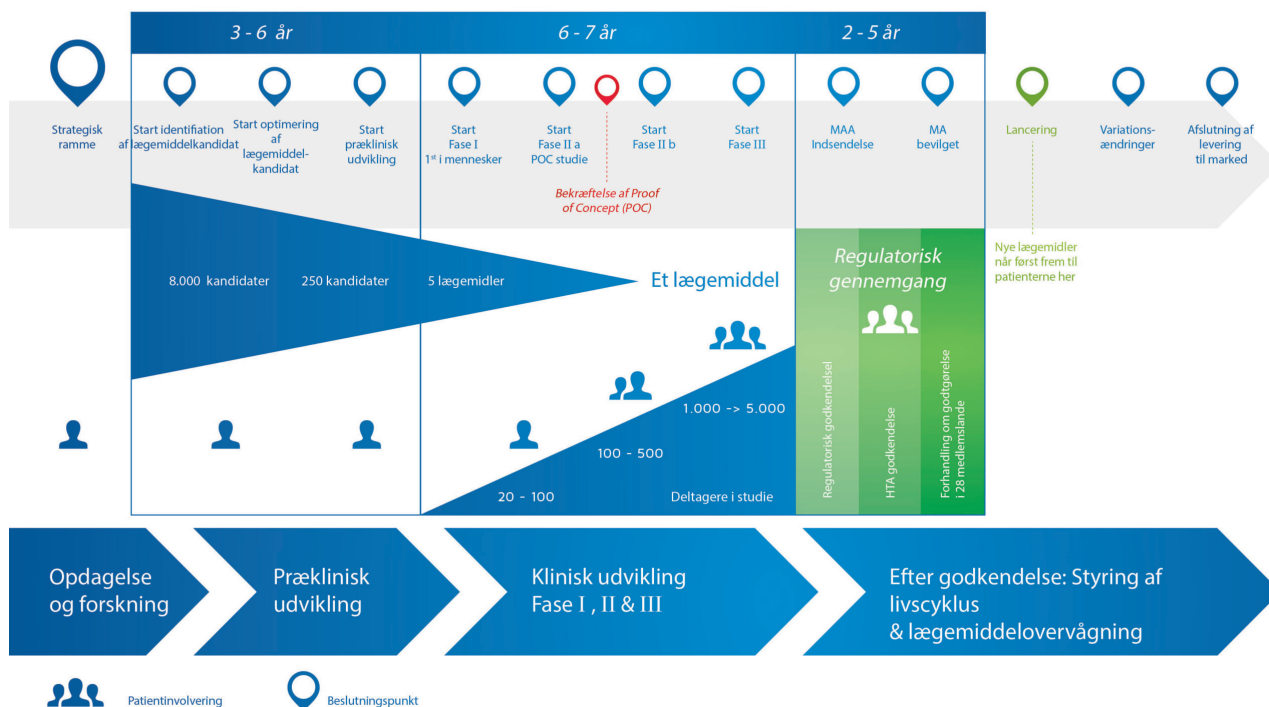 3 - 6 år
6 - 7 år
2 - 5 år
Strategisk
ramme
Start identifiation
af lægemiddelkandidat
Start optimering
af
lægemiddel-
kandidat
Start
præklinisk
udvikling
Start
Fase I
1st i mennesker
Start
Fase II a
POC studie
Start
Fase II b
Start
Fase III
MAA
Indsendelse
MA
bevilget
Lancering
Variations-
ændringer
Afslutning af
levering
til marked
Bekræftelse af Proof
of Concept (POC)
8.000 kandidater
250 kandidater
5 lægemidler
Et lægemiddel
Regulatorisk
gennemgang
Nye lægemidler
når først frem til
patienterne her
20 - 100
100 - 500
1.000 -> 5.000
Deltagere i studie
Regulatorisk godkendelsel
HTA godkendelse
Forhandling om godtgørelse
i 28 medlemslande
Opdagelse
og forskning
Præklinisk
udvikling
Klinisk udvikling
Fase I , II & III
Efter godkendelse: Styring af
livscyklus
& lægemiddelovervågning
Patientinvolvering
Beslutningspunkt